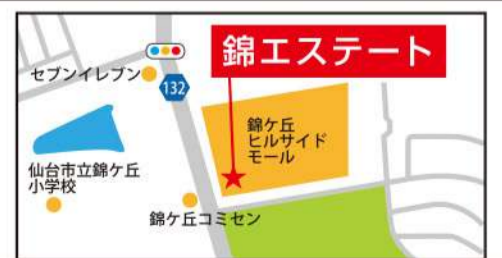 錦エステート
セブンイレブン
132
錦ケ丘
ヒルサイド
モール
仙台市立錦ケ丘
小学校
錦ケ丘コミセン